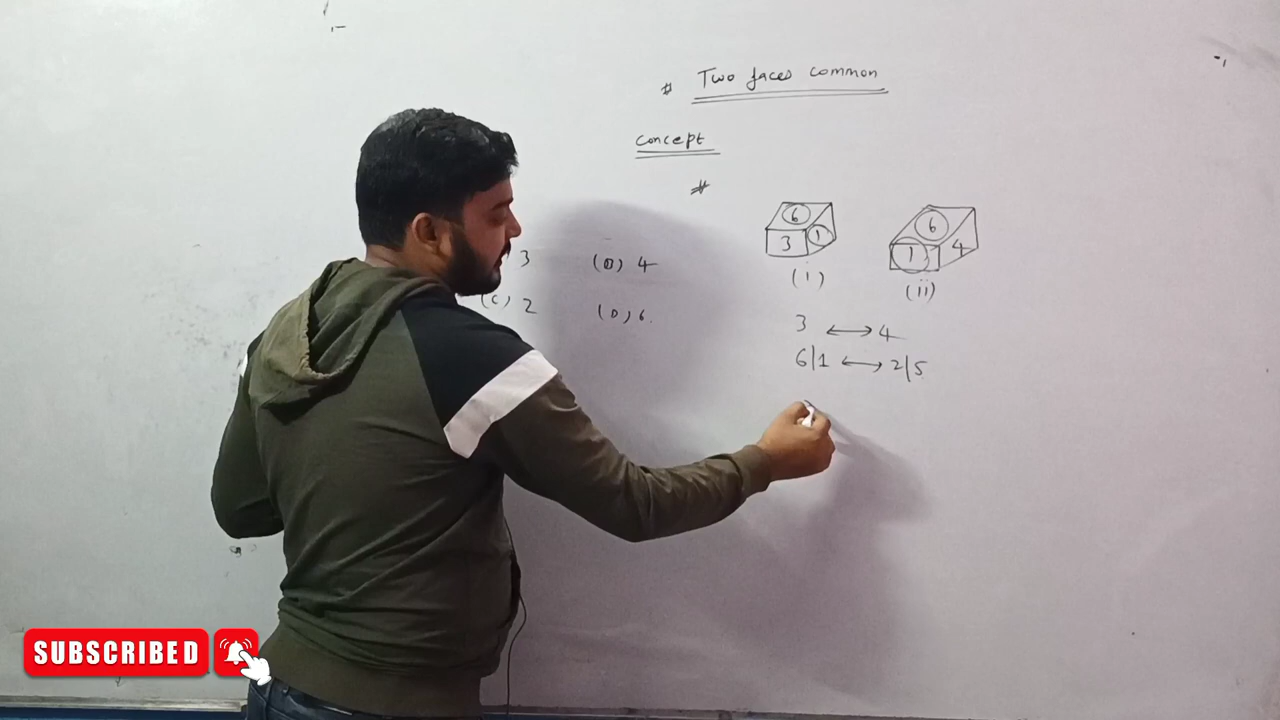 # Two faces common
concept
#
6
3 1
(i)
6
1 4
(ii)
3 (B) 4
(C) 2 (D) 6.
3 ↔ 4
6|1 ↔ 2|5
SUBSCRIBED